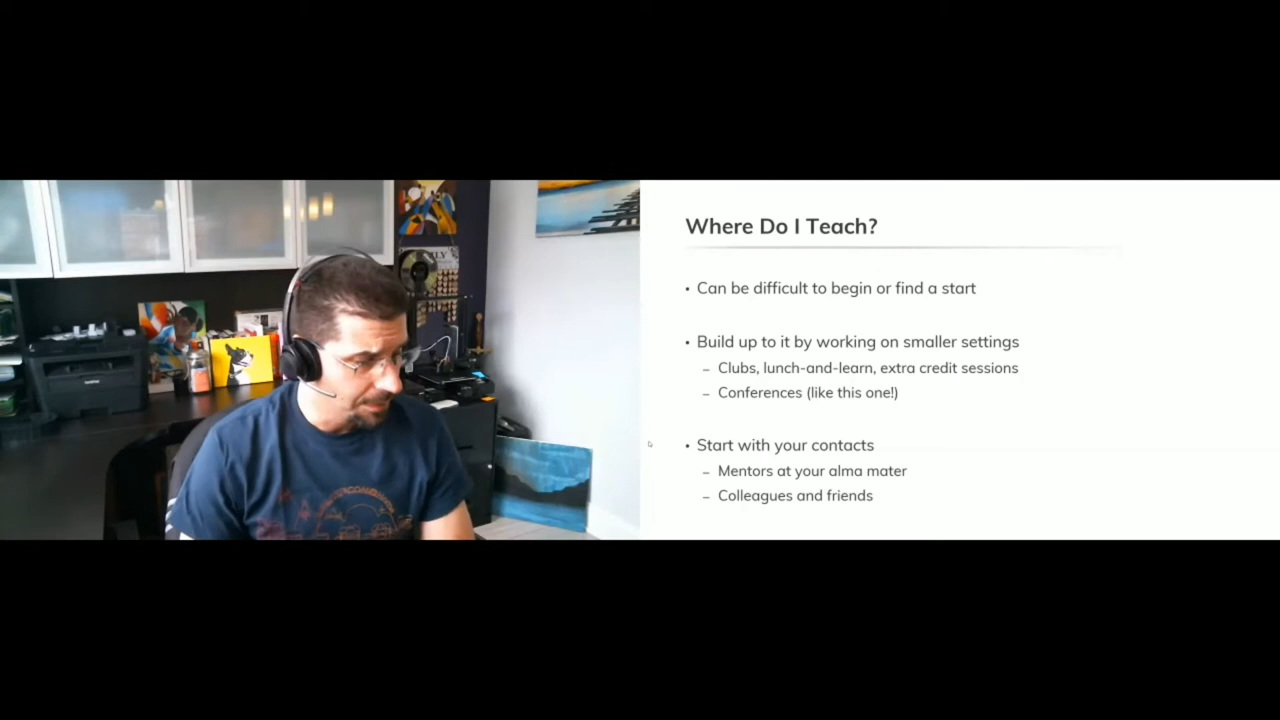 Where Do I Teach?
• Can be difficult to begin or find a start
• Build up to it by working on smaller settings
– Clubs, lunch-and-learn, extra credit sessions
– Conferences (like this one!)
• Start with your contacts
– Mentors at your alma mater
– Colleagues and friends